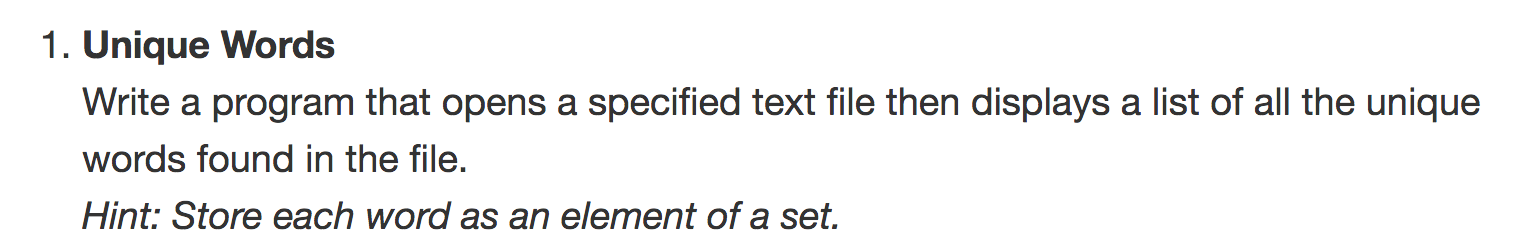 1. Unique Words
Write a program that opens a specified text file then displays a list of all the unique
words found in the file.
Hint: Store each word as an element of a set.